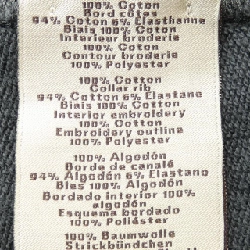 100% Coton
Bord côtes
94% Coton 6% Elasthanne
Biais 100% Coton
Interieur broderie
100% Coton
Contour broderie
100% Polyester
100% Cotton
Collar rib
94% Cotton 6% Elastane
Biais 100% Cotton
Interior embroidery
100% Cotton
Embroidery outline
100% Polyester
100% Algodón
Borde de canalé
94% Algodón 6% Elastano
Bies 100% Algodón
Bordado interior 100%
algodón
Esquema bordado
100% Poliéster
100% Baumwolle
Strickbündchen